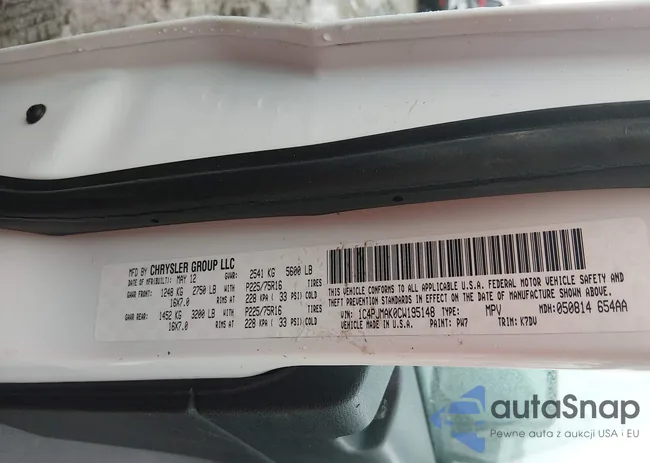 MFD BY CHRYSLER GROUP LLC
DATE OF MFR(BUILT): MAY 12 GVWR: 2541 KG 5600 LB
GAWR FRONT: 1248 KG 2750 LB WITH P225/75R16 TIRES
16X7.0 RIMS AT 228 KPA ( 33 PSI) COLD
GAWR REAR: 1452 KG 3200 LB WITH P225/75R16 TIRES
16X7.0 RIMS AT 228 KPA ( 33 PSI) COLD
THIS VEHICLE CONFORMS TO ALL APPLICABLE U.S.A. FEDERAL MOTOR VEHICLE SAFETY AND
THEFT PREVENTION STANDARDS IN EFFECT ON THE DATE OF MANUFACTURE SHOWN ABOVE.
VIN: 1C4PJMAK0CW195148 TYPE: MPV MDH: 050814 654AA
VEHICLE MADE IN U.S.A. PAINT: PW7 TRIM: K7DV
autaSnap
Pewne auta z aukcji USA i EU